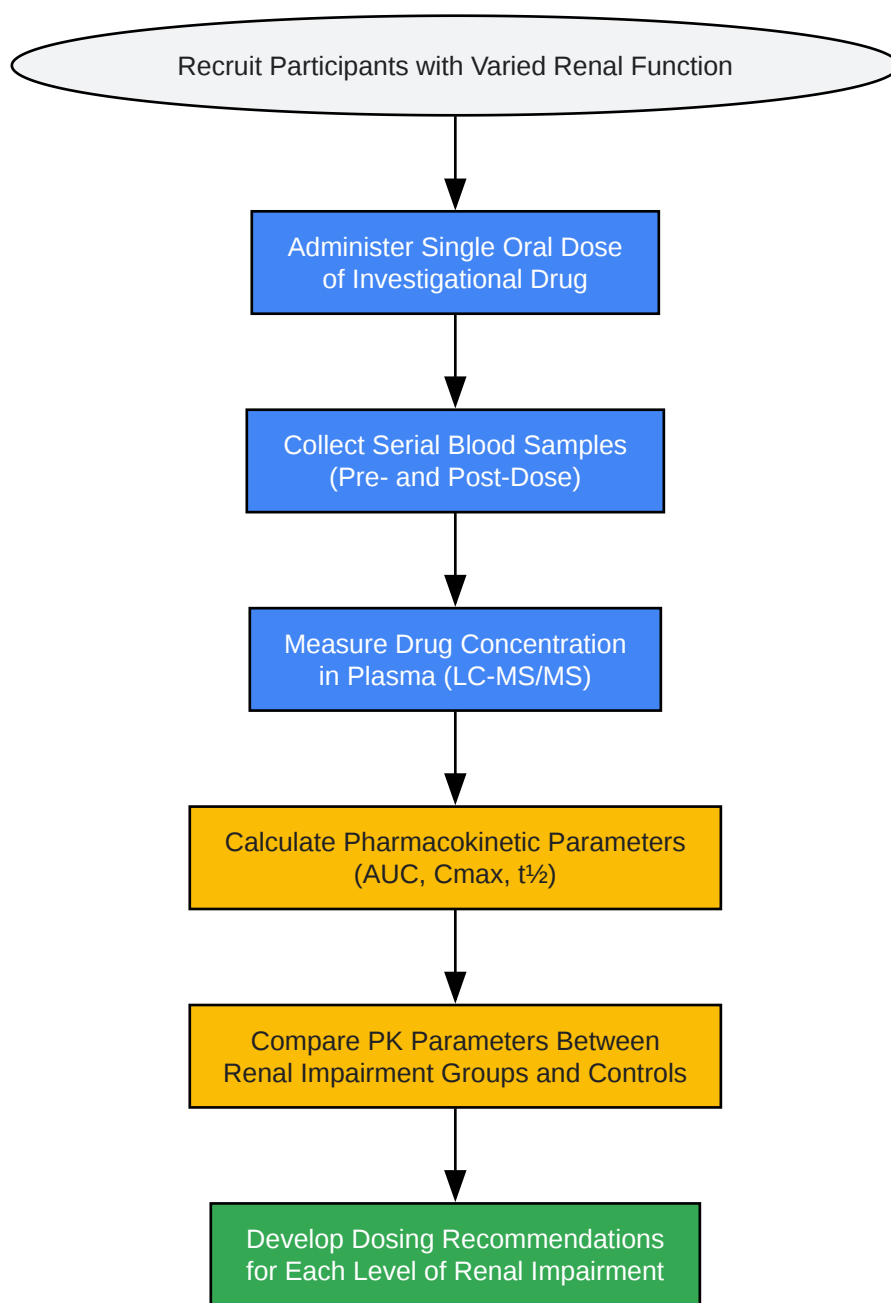 Recruit Participants with Varied Renal Function
Administer Single Oral Dose
of Investigational Drug
Collect Serial Blood Samples
(Pre- and Post-Dose)
Measure Drug Concentration
in Plasma (LC-MS/MS)
Calculate Pharmacokinetic Parameters
(AUC, Cmax, t½)
Compare PK Parameters Between
Renal Impairment Groups and Controls
Develop Dosing Recommendations
for Each Level of Renal Impairment